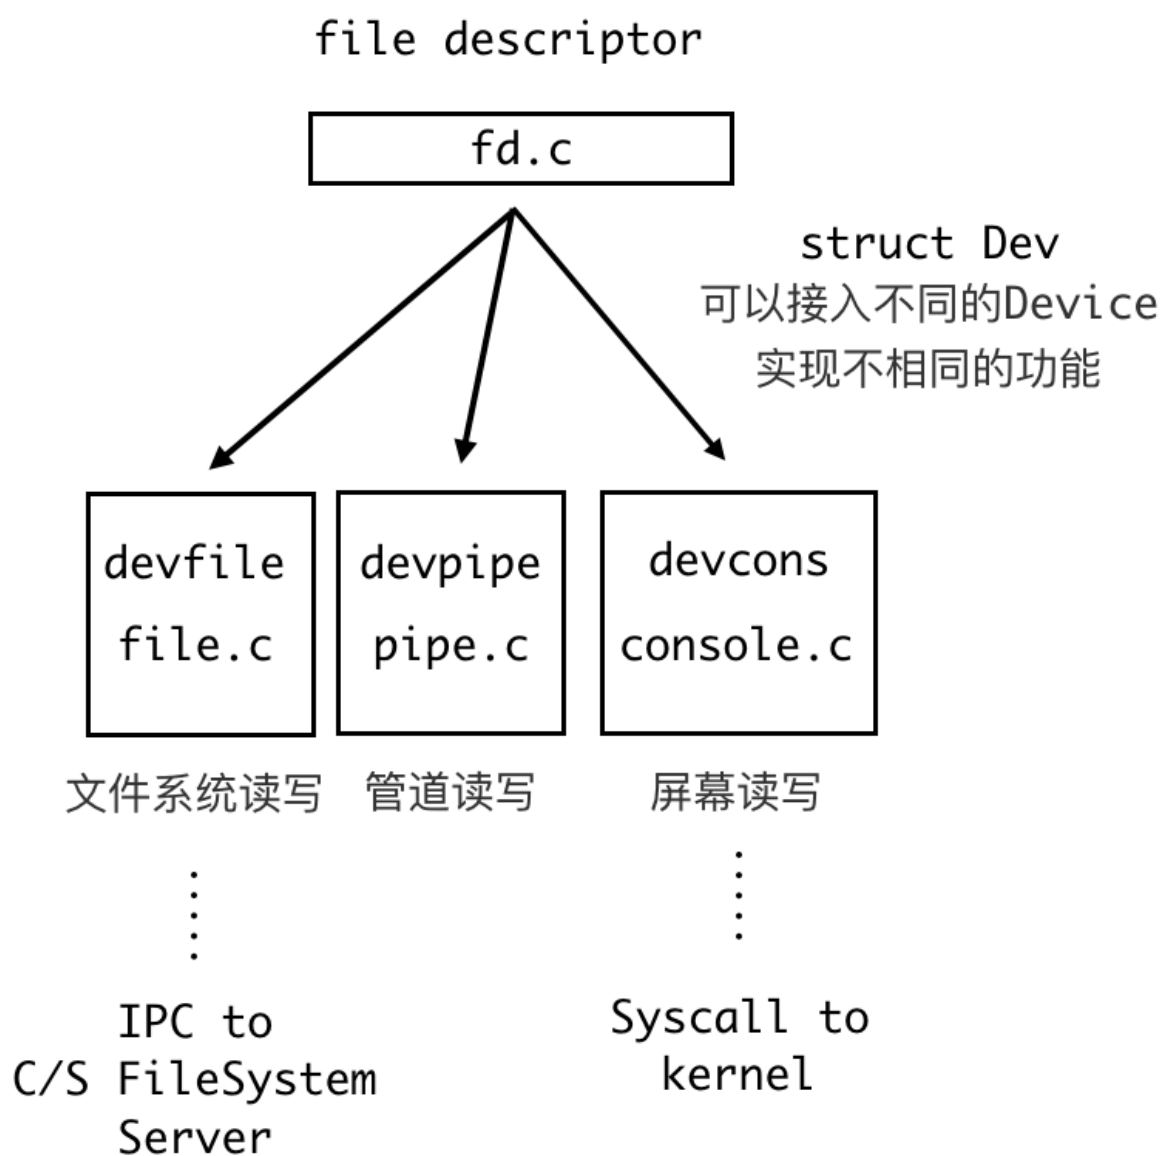 file descriptor
fd.c
struct Dev
可以接入不同的Device
实现不相同的功能
devfile
file.c
devpipe
pipe.c
devcons
console.c
文件系统读写
管道读写
屏幕读写
IPC to
C/S FileSystem
Server
Syscall to
kernel